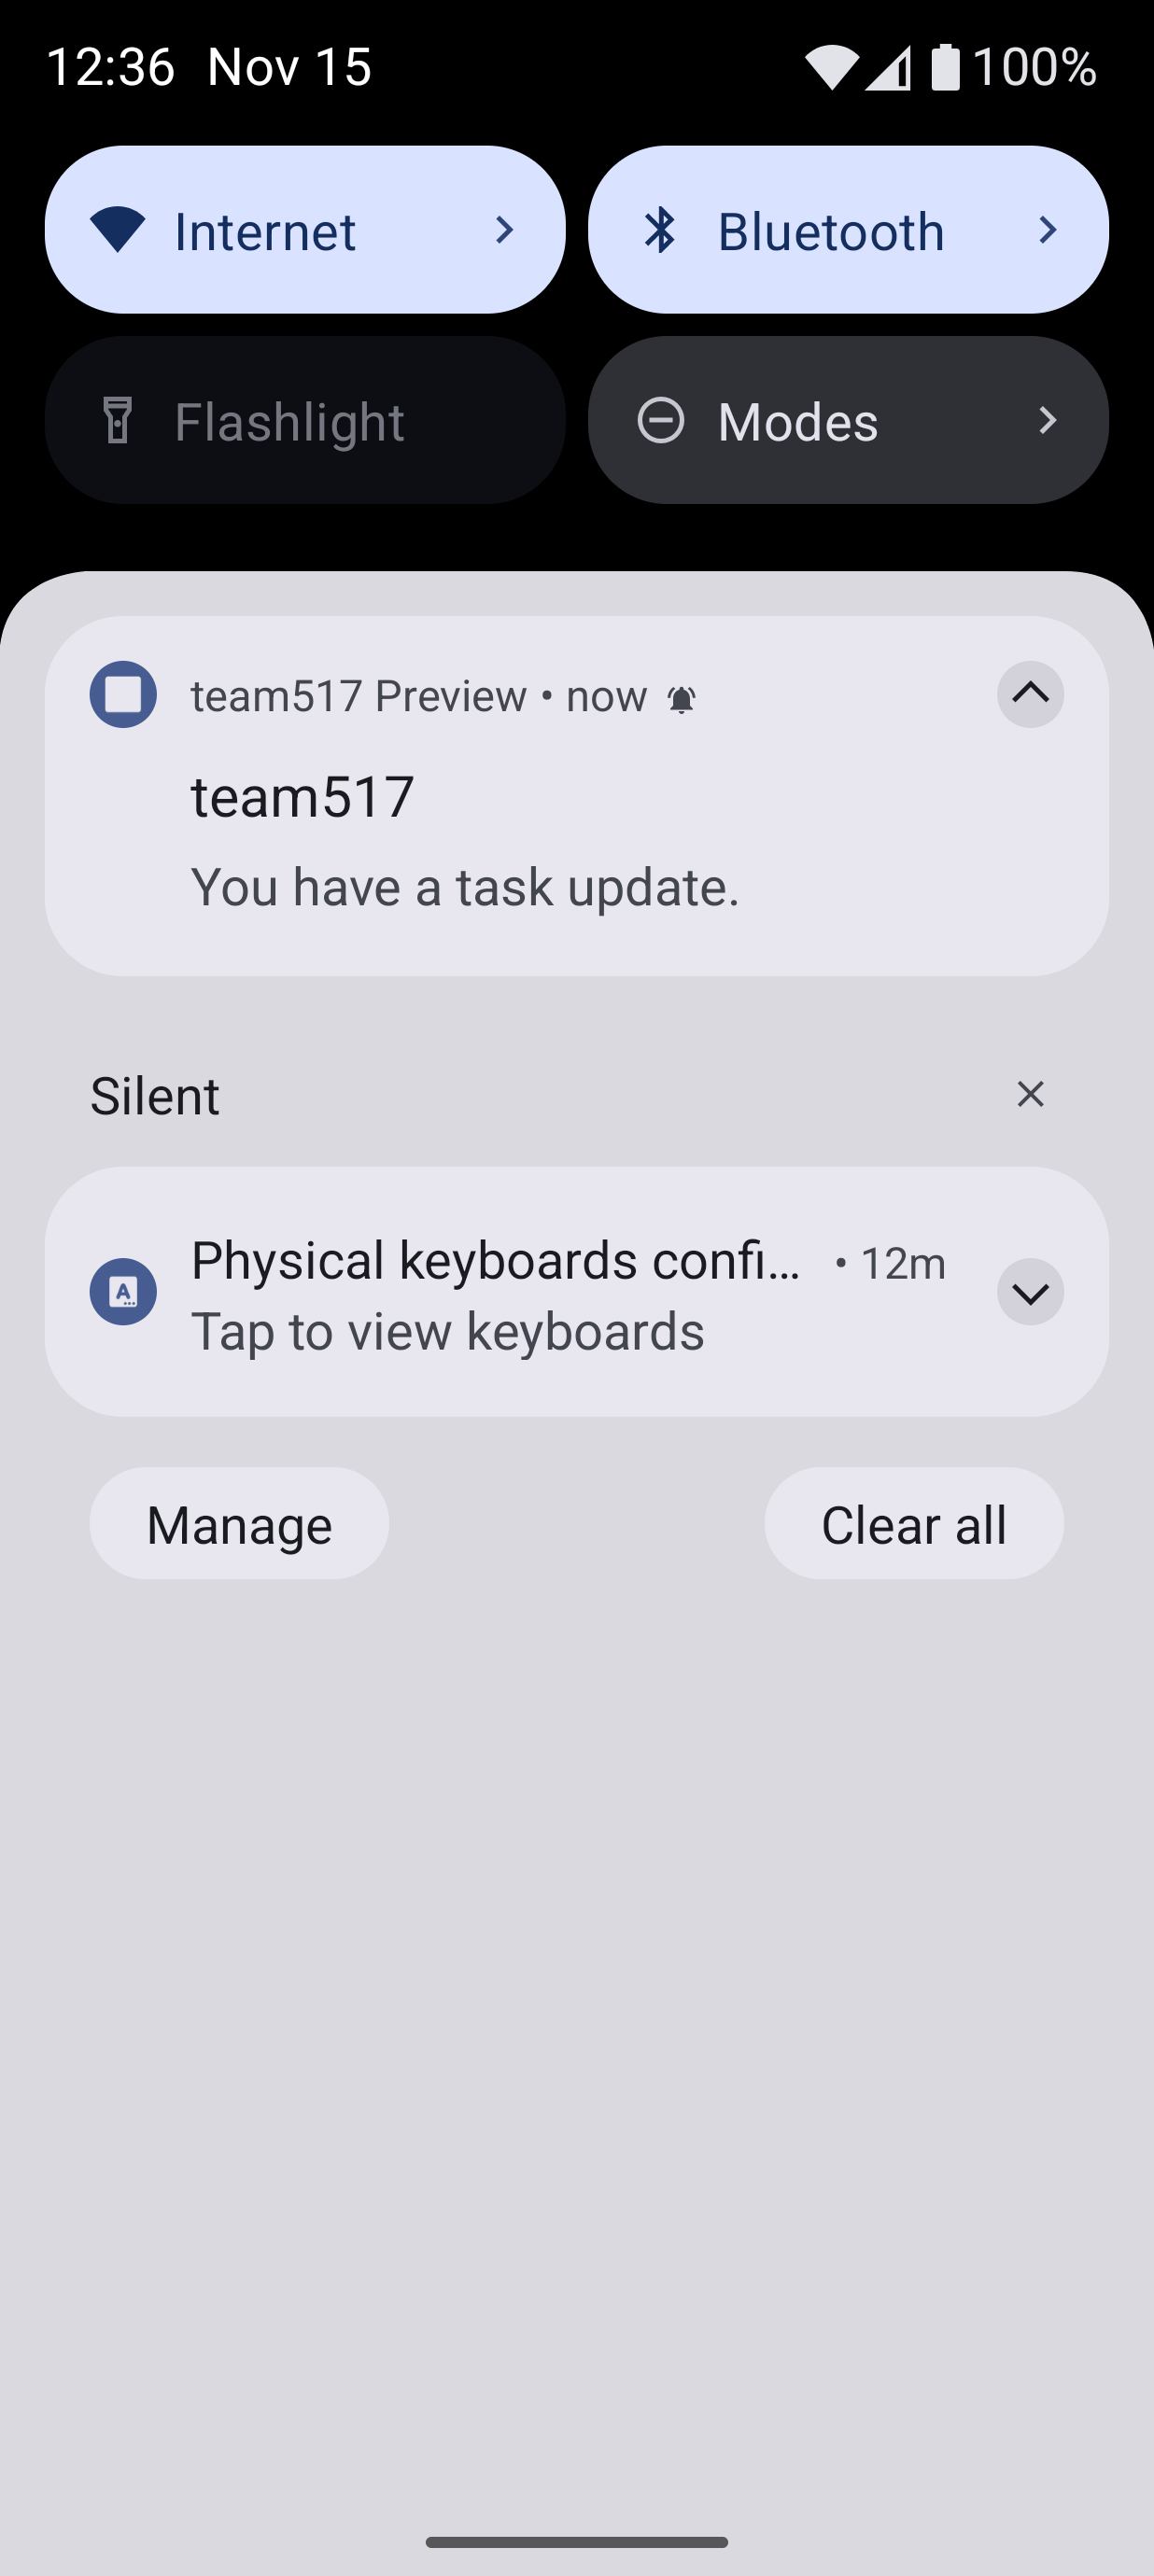 12:36 Nov 15
100%
Internet
Bluetooth
Flashlight
Modes
team517 Preview • now
team517
You have a task update.
Silent
Physical keyboards confi… • 12m
Tap to view keyboards
Manage
Clear all